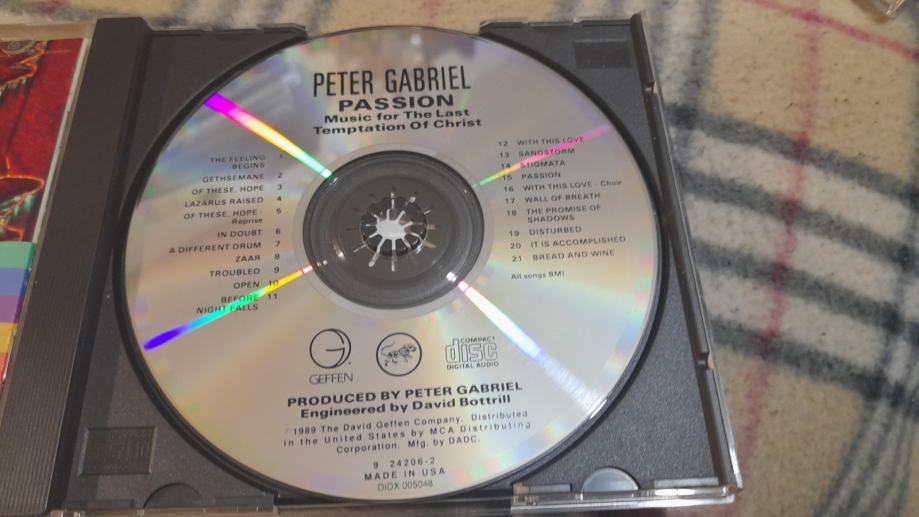 PETER GABRIEL
PASSION
Music for The Last
Temptation Of Christ
THE FEELING 1
BEGINS
GETHSEMANE 2
OF THESE, HOPE 3
LAZARUS RAISED 4
OF THESE, HOPE - 5
Reprise
IN DOUBT 6
A DIFFERENT DRUM 7
ZAAR 8
TROUBLED 9
OPEN 10
BEFORE 11
NIGHT FALLS
12 WITH THIS LOVE
13 SANDSTORM
14 STIGMATA
15 PASSION
16 WITH THIS LOVE - Choir
17 WALL OF BREATH
18 THE PROMISE OF
SHADOWS
19 DISTURBED
20 IT IS ACCOMPLISHED
21 BREAD AND WINE
All songs BMI
GEFFEN
COMPACT
disc
DIGITAL AUDIO
PRODUCED BY PETER GABRIEL
Engineered by David Bottrill
1989 The David Geffen Company. Distributed
in the United States by MCA Distributing
Corporation. Mfg. by DADC.
9 24206-2
MADE IN USA
DIDX 005048